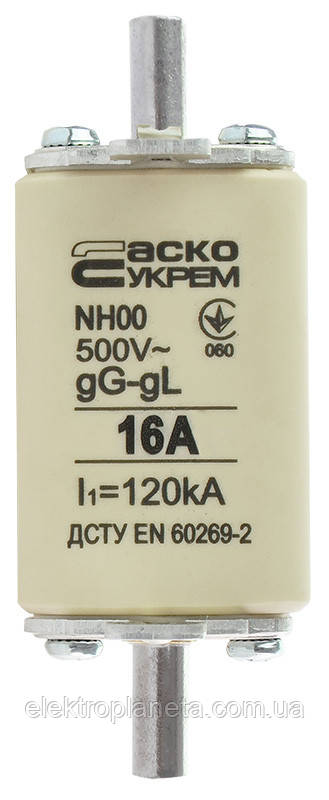 аско
УКРЕМ
NH00
500V~
060
gG-gL
16A
I₁=120kA
ДСТУ EN 60269-2
elektroplaneta.com.ua